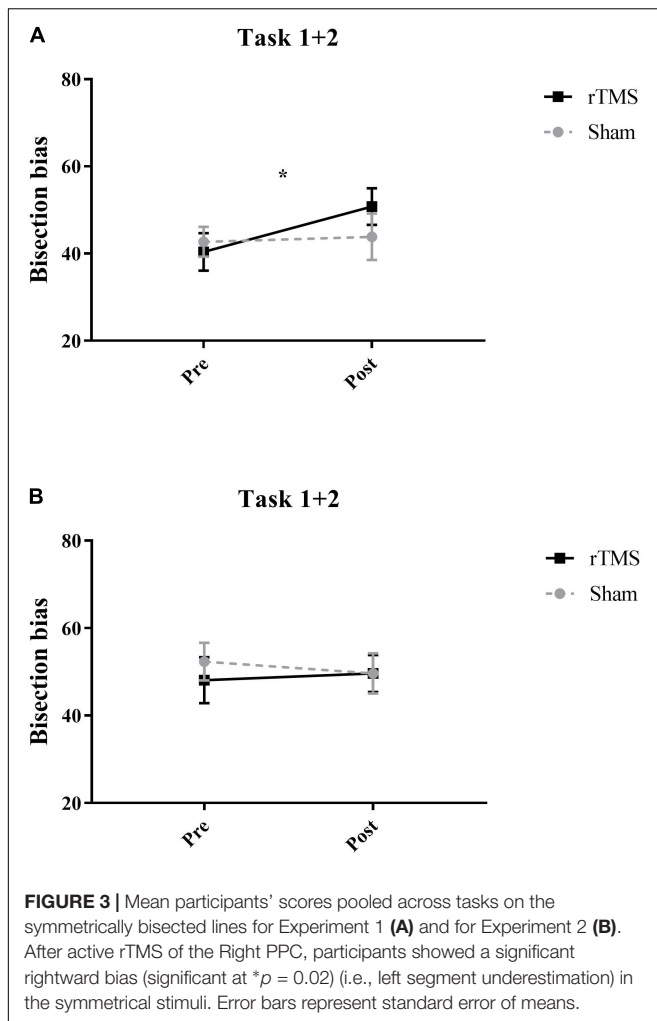 A
Task 1+2
80
60
40
20
Bisection bias
*
Pre
Post
rTMS
Sham
B
Task 1+2
80
60
40
20
Bisection bias
Pre
Post
rTMS
Sham
FIGURE 3 | Mean participants’ scores pooled across tasks on the
symmetrically bisected lines for Experiment 1 (A) and for Experiment 2 (B).
After active rTMS of the Right PPC, participants showed a significant
rightward bias (significant at *p = 0.02) (i.e., left segment underestimation) in
the symmetrical stimuli. Error bars represent standard error of means.